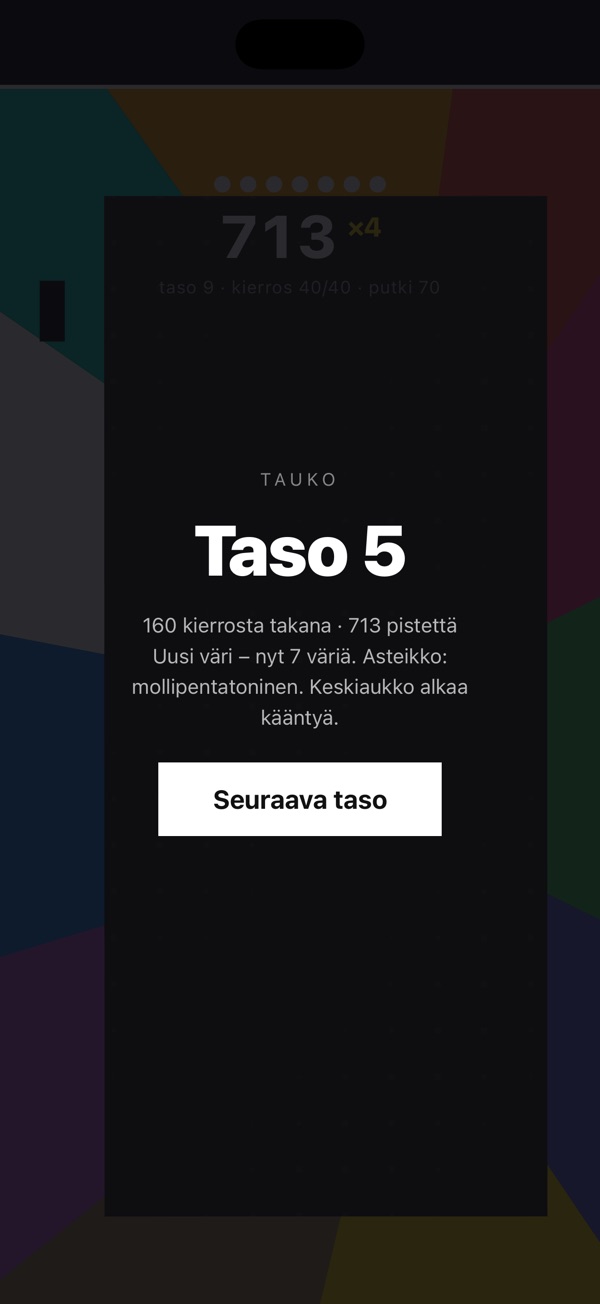 713 ×4
taso 9 · kierros 40/40 · putki 70
TAUKO
Taso 5
160 kierrosta takana · 713 pistettä
Uusi väri – nyt 7 väriä. Asteikko:
mollipentatoninen. Keskiaukko alkaa
kääntyä.
Seuraava taso